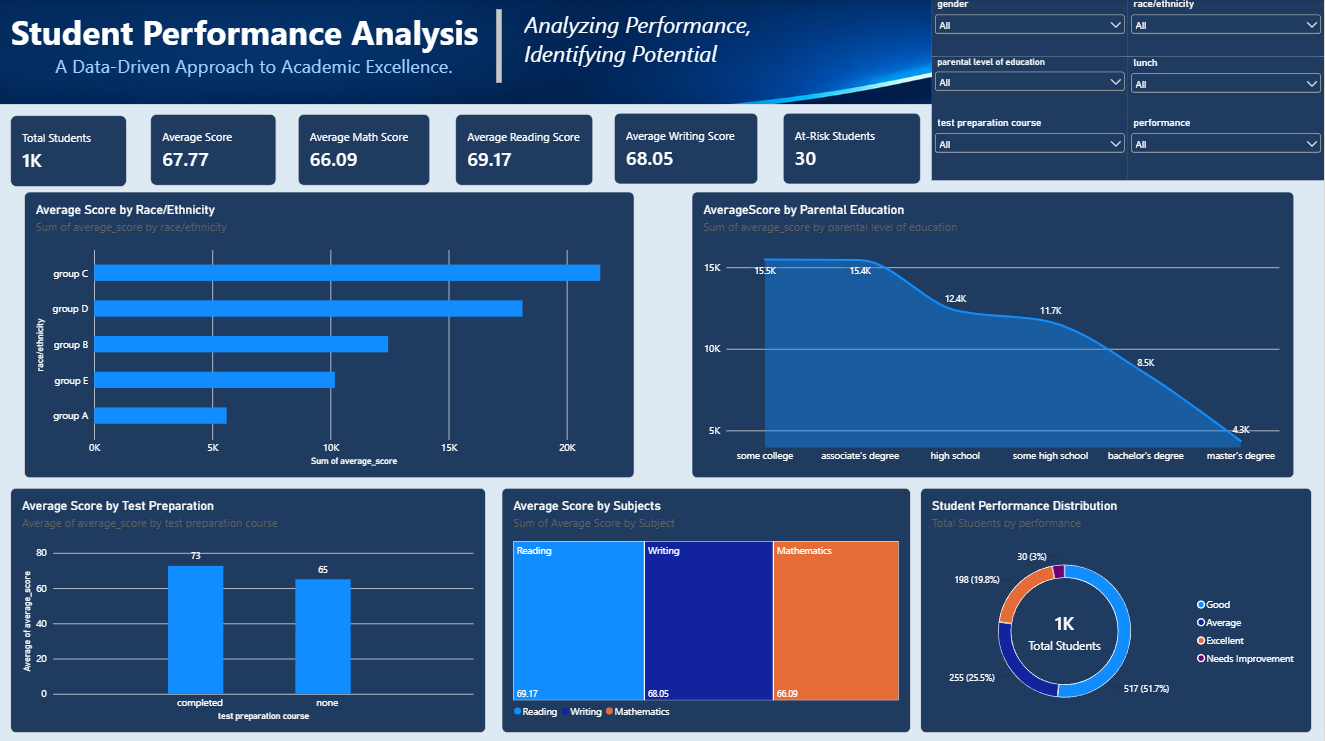 Student Performance Analysis
A Data-Driven Approach to Academic Excellence.
Analyzing Performance,
Identifying Potential
gender
All
race/ethnicity
All
parental level of education
All
lunch
All
test preparation course
All
performance
All
Total Students
1K
Average Score
67.77
Average Math Score
66.09
Average Reading Score
69.17
Average Writing Score
68.05
At-Risk Students
30
Average Score by Race/Ethnicity
Sum of average_score by race/ethnicity
race/ethnicity
group C
group D
group B
group E
group A
0K 5K 10K 15K 20K
Sum of average_score
AverageScore by Parental Education
Sum of average_score by parental level of education
15K
10K
5K
15.5K
15.4K
12.4K
11.7K
8.5K
4.3K
some college associate's degree high school some high school bachelor's degree master's degree
Average Score by Test Preparation
Average of average_score by test preparation course
Average of average_score
80
60
40
20
0
73
65
completed none
test preparation course
Average Score by Subjects
Sum of Average Score by Subject
Reading Writing Mathematics
69.17 68.05 66.09
Reading Writing Mathematics
Student Performance Distribution
Total Students by performance
30 (3%)
198 (19.8%)
255 (25.5%)
517 (51.7%)
1K
Total Students
Good
Average
Excellent
Needs Improvement